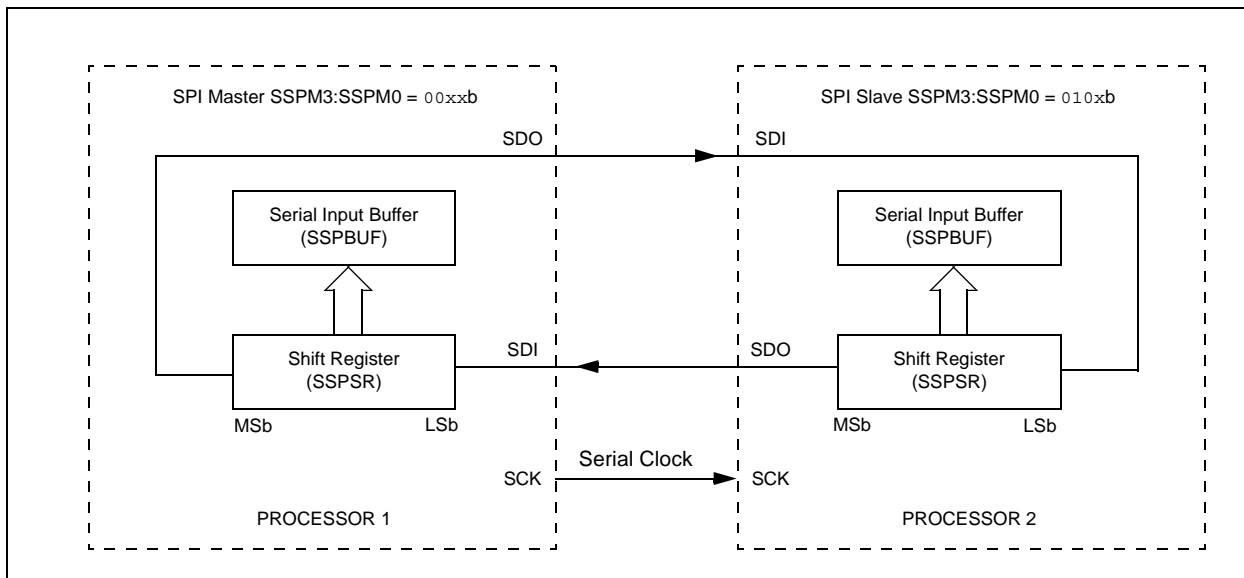 SPI Master SSPM3:SSPM0 = 00xxb
SPI Slave SSPM3:SSPM0 = 010xb
SDO
SDI
Serial Input Buffer
(SSPBUF)
Serial Input Buffer
(SSPBUF)
Shift Register
(SSPSR)
SDI
SDO
Shift Register
(SSPSR)
MSb
LSb
MSb
LSb
SCK
Serial Clock
SCK
PROCESSOR 1
PROCESSOR 2